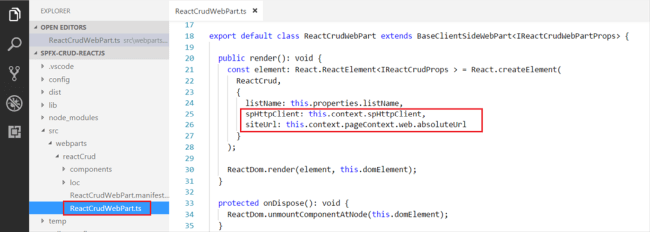 EXPLORER
OPEN EDITORS
ReactCrudWebPart.ts src\webparts...
SPFX-CRUD-REACTJS
.vscode
config
dist
lib
node_modules
src
webparts
reactCrud
components
loc
ReactCrudWebPart.manifest...
ReactCrudWebPart.ts
temp
ReactCrudWebPart.ts ×
17
18 export default class ReactCrudWebPart extends BaseClientSideWebPart<IReactCrudWebPartProps> {
19
20 public render(): void {
21 const element: React.ReactElement<IReactCrudProps > = React.createElement(
22 ReactCrud,
23 {
24 listName: this.properties.listName,
25 spHttpClient: this.context.spHttpClient,
26 siteUrl: this.context.pageContext.web.absoluteUrl
27 }
28 );
29
30 ReactDom.render(element, this.domElement);
31 }
32
33 protected onDispose(): void {
34 ReactDom.unmountComponentAtNode(this.domElement);
35 }